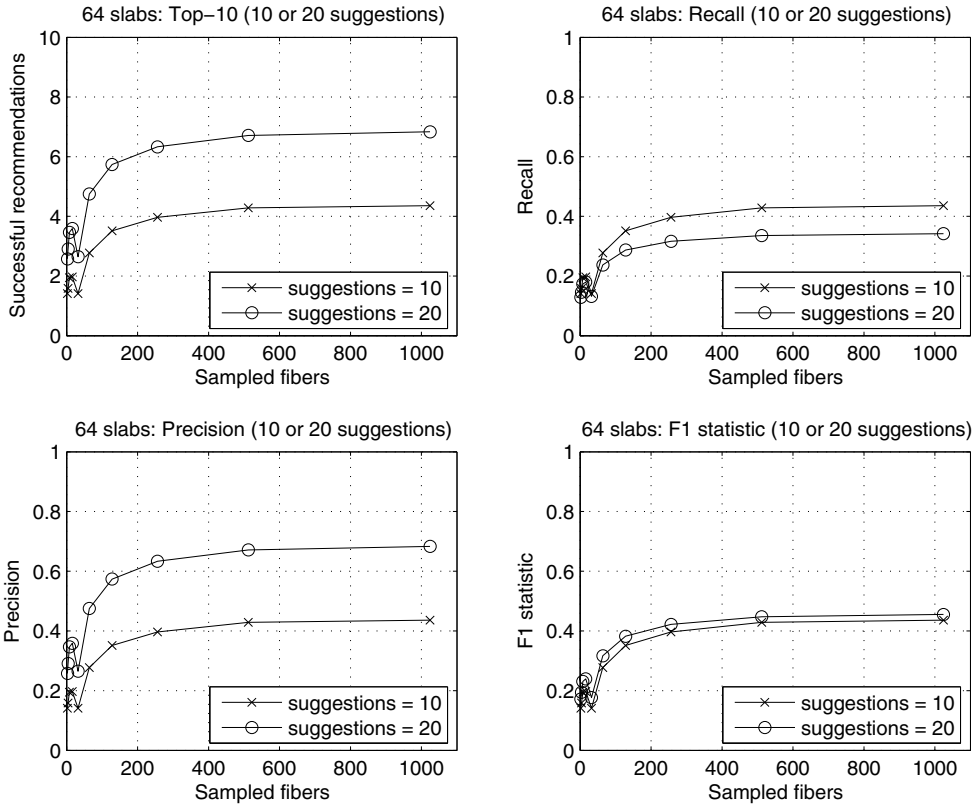 64 slabs: Top−10 (10 or 20 suggestions)
10
8
6
4
2
0
Successful recommendations
suggestions = 10
suggestions = 20
0 200 400 600 800 1000
Sampled fibers
64 slabs: Recall (10 or 20 suggestions)
1
0.8
0.6
0.4
0.2
0
Recall
suggestions = 10
suggestions = 20
0 200 400 600 800 1000
Sampled fibers
64 slabs: Precision (10 or 20 suggestions)
1
0.8
0.6
0.4
0.2
0
Precision
suggestions = 10
suggestions = 20
0 200 400 600 800 1000
Sampled fibers
64 slabs: F1 statistic (10 or 20 suggestions)
1
0.8
0.6
0.4
0.2
0
F1 statistic
suggestions = 10
suggestions = 20
0 200 400 600 800 1000
Sampled fibers